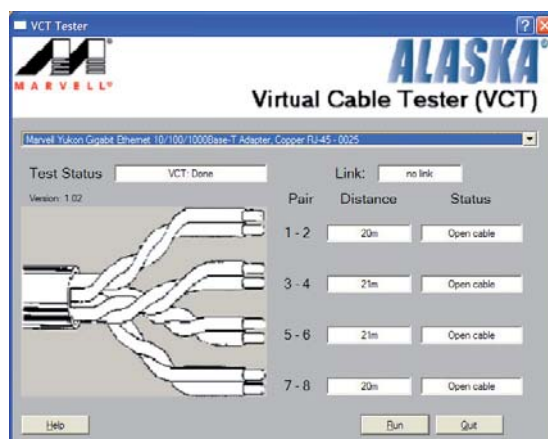 VCT Tester
MARVELL®
ALASKA®
Virtual Cable Tester (VCT)
Marvell Yukon Gigabit Ethernet 10/100/1000Base-T Adapter, Copper RJ-45 - 0025
Test Status VCT: Done Link: no link
Version: 1.02
Pair Distance Status
1 - 2 20m Open cable
3 - 4 21m Open cable
5 - 6 21m Open cable
7 - 8 20m Open cable
Help Run Quit